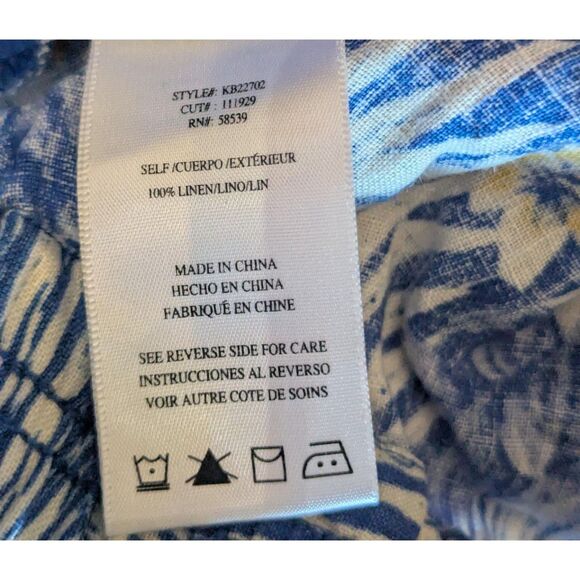 STYLE#: KB22702
CUT# : 111929
RN#: 58539
SELF /CUERPO /EXTÉRIEUR
100% LINEN/LINO/LIN
MADE IN CHINA
HECHO EN CHINA
FABRIQUÉ EN CHINE
SEE REVERSE SIDE FOR CARE
INSTRUCCIONES AL REVERSO
VOIR AUTRE COTE DE SOINS